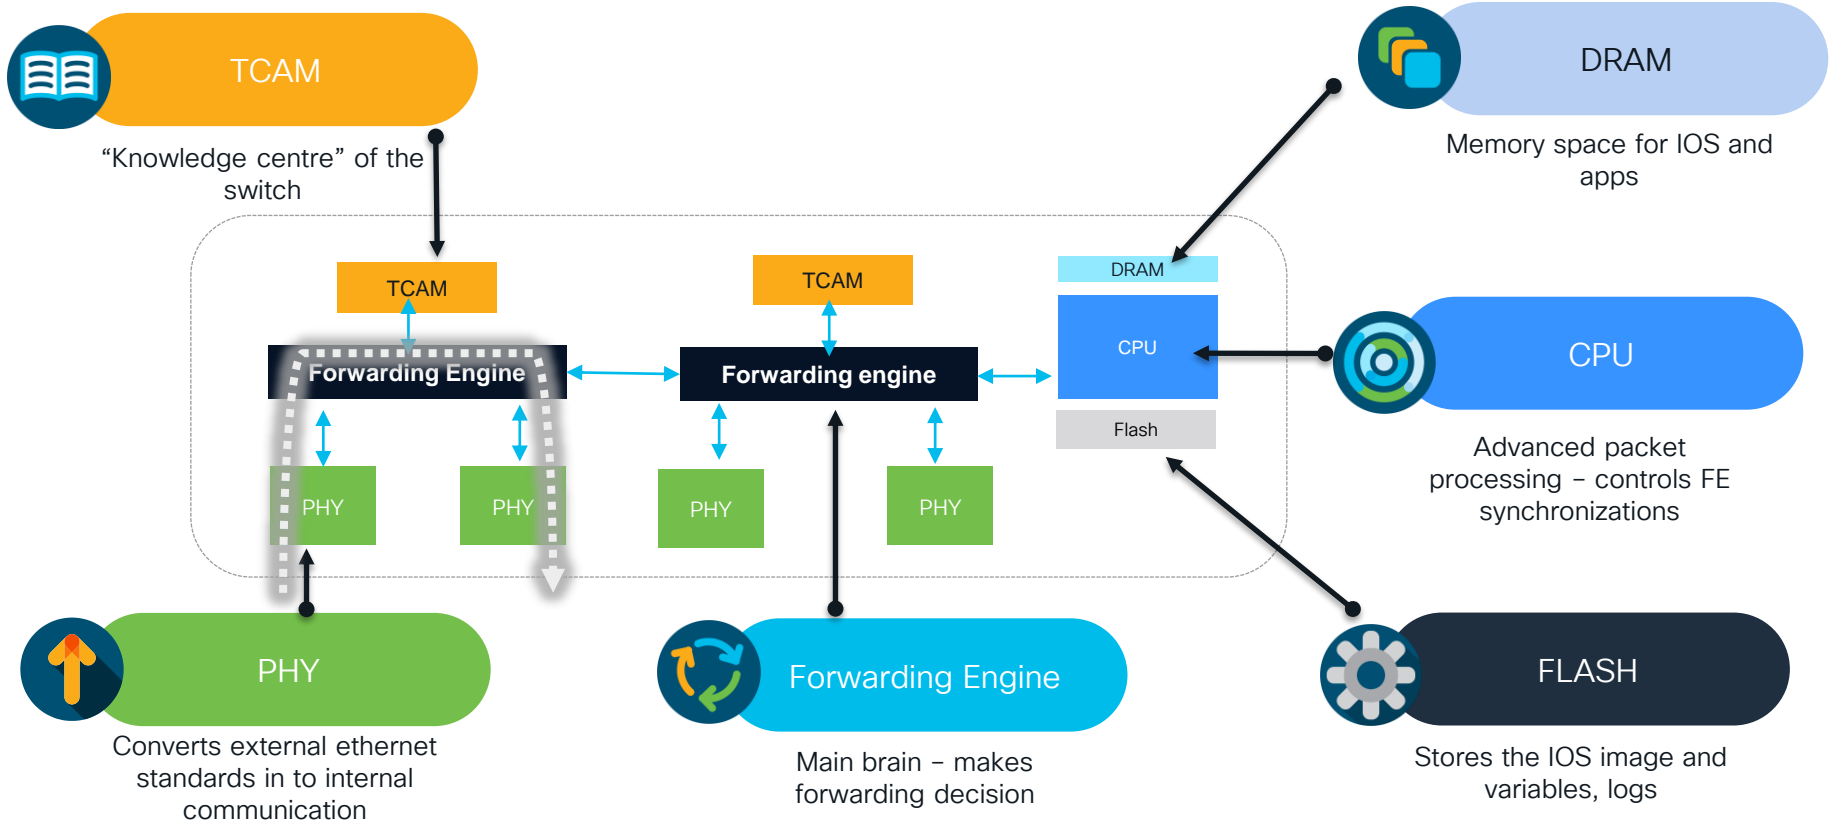 TCAM
“Knowledge centre” of the
switch
DRAM
Memory space for IOS and
apps
TCAM
TCAM
DRAM
CPU
Flash
Forwarding Engine
Forwarding engine
PHY
PHY
PHY
PHY
CPU
Advanced packet
processing – controls FE
synchronizations
PHY
Converts external ethernet
standards in to internal
communication
Forwarding Engine
Main brain – makes
forwarding decision
FLASH
Stores the IOS image and
variables, logs